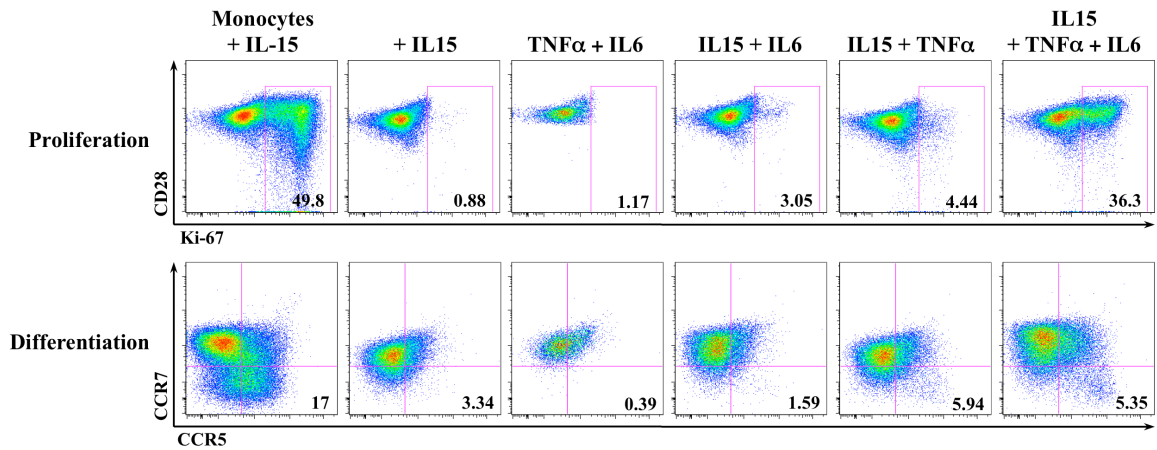 Monocytes
+ IL-15
+ IL15
TNFα + IL6
IL15 + IL6
IL15 + TNFα
IL15
+ TNFα + IL6
Proliferation
CD28
49.8
0.88
1.17
3.05
4.44
36.3
Ki-67
Differentiation
CCR7
17
3.34
0.39
1.59
5.94
5.35
CCR5